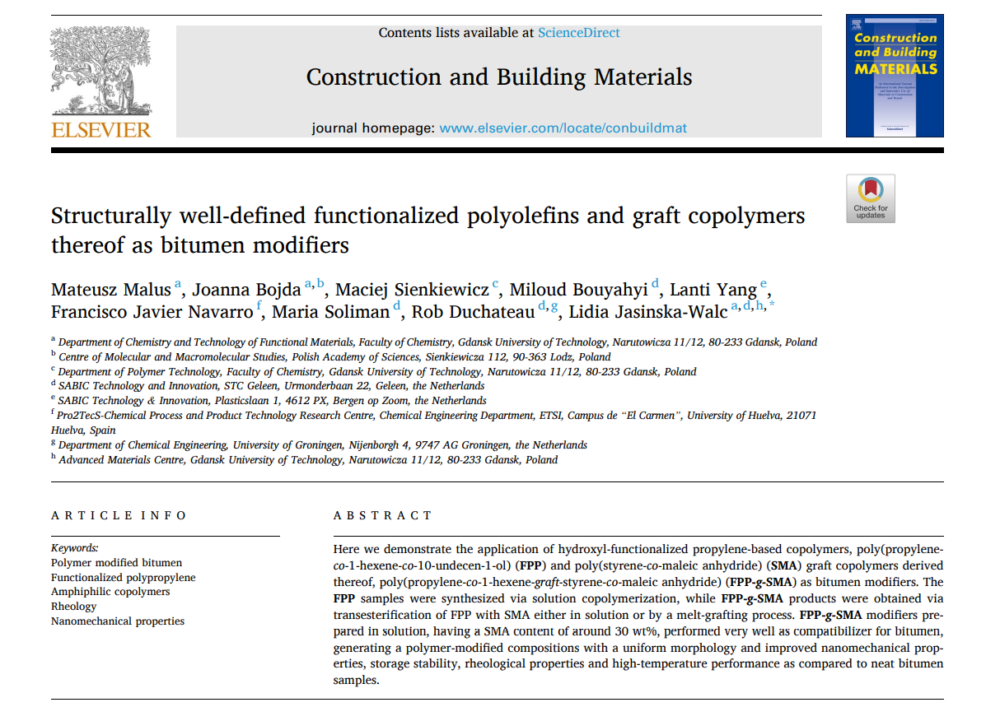 Contents lists available at ScienceDirect
Construction and Building Materials
journal homepage: www.elsevier.com/locate/conbuildmat
ELSEVIER
Construction
and Building
MATERIALS
Check for
updates
Structurally well-defined functionalized polyolefins and graft copolymers
thereof as bitumen modifiers
Mateusz Malus a, Joanna Bojda a,b, Maciej Sienkiewicz c, Miloud Bouyahyi d, Lanti Yang e,
Francisco Javier Navarro f, Maria Soliman d, Rob Duchateau d,g, Lidia Jasinska-Walc a,d,h,*
a Department of Chemistry and Technology of Functional Materials, Faculty of Chemistry, Gdansk University of Technology, Narutowicza 11/12, 80-233 Gdansk, Poland
b Centre of Molecular and Macromolecular Studies, Polish Academy of Sciences, Sienkiewicza 112, 90-363 Lodz, Poland
c Department of Polymer Technology, Faculty of Chemistry, Gdansk University of Technology, Narutowicza 11/12, 80-233 Gdansk, Poland
d SABIC Technology and Innovation, STC Geleen, Urmonderbaan 22, Geleen, the Netherlands
e SABIC Technology & Innovation, Plasticslaan 1, 4612 PX, Bergen op Zoom, the Netherlands
f Pro2TecS-Chemical Process and Product Technology Research Centre, Chemical Engineering Department, ETSI, Campus de “El Carmen”, University of Huelva, 21071
Huelva, Spain
g Department of Chemical Engineering, University of Groningen, Nijenborgh 4, 9747 AG Groningen, the Netherlands
h Advanced Materials Centre, Gdansk University of Technology, Narutowicza 11/12, 80-233 Gdansk, Poland
ARTICLE INFO
Keywords:
Polymer modified bitumen
Functionalized polypropylene
Amphiphilic copolymers
Rheology
Nanomechanical properties
ABSTRACT
Here we demonstrate the application of hydroxyl-functionalized propylene-based copolymers, poly(propylene-
co-1-hexene-co-10-undecen-1-ol) (FPP) and poly(styrene-co-maleic anhydride) (SMA) graft copolymers derived
thereof, poly(propylene-co-1-hexene-graft-styrene-co-maleic anhydride) (FPP-g-SMA) as bitumen modifiers. The
FPP samples were synthesized via solution copolymerization, while FPP-g-SMA products were obtained via
transesterification of FPP with SMA either in solution or by a melt-grafting process. FPP-g-SMA modifiers pre-
pared in solution, having a SMA content of around 30 wt%, performed very well as compatibilizer for bitumen,
generating a polymer-modified compositions with a uniform morphology and improved nanomechanical prop-
erties, storage stability, rheological properties and high-temperature performance as compared to neat bitumen
samples.